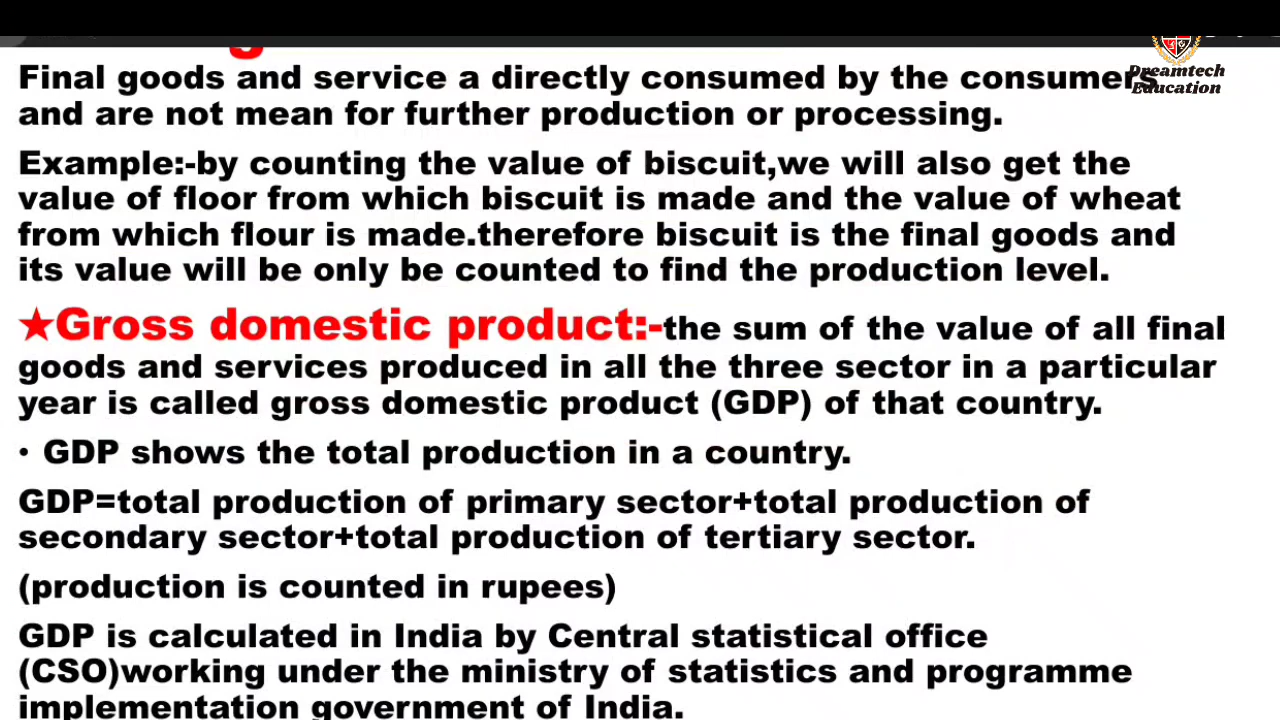 Final goods and service a directly consumed by the consumers
Dreamtech
Education
and are not mean for further production or processing.
Example:-by counting the value of biscuit,we will also get the
value of floor from which biscuit is made and the value of wheat
from which flour is made.therefore biscuit is the final goods and
its value will be only be counted to find the production level.
★Gross domestic product:-the sum of the value of all final
goods and services produced in all the three sector in a particular
year is called gross domestic product (GDP) of that country.
• GDP shows the total production in a country.
GDP=total production of primary sector+total production of
secondary sector+total production of tertiary sector.
(production is counted in rupees)
GDP is calculated in India by Central statistical office
(CSO)working under the ministry of statistics and programme
implementation government of India.